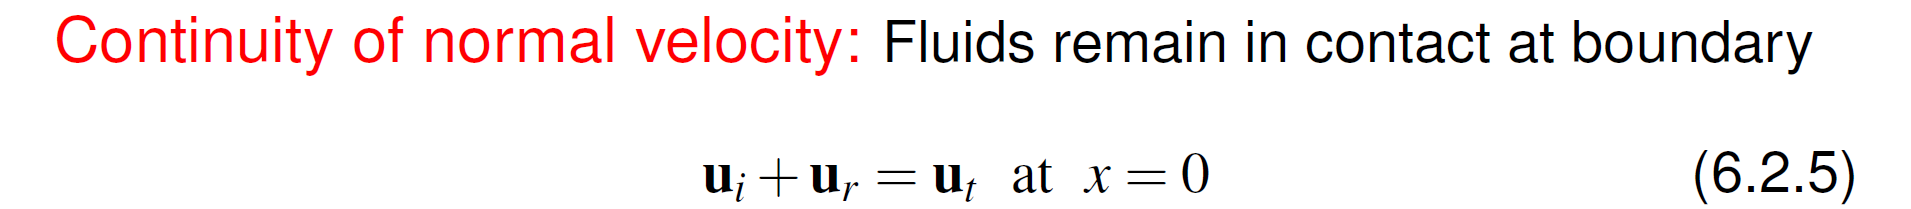 Continuity of normal velocity: Fluids remain in contact at boundary
u_i + u_r = u_t at x = 0 (6.2.5)